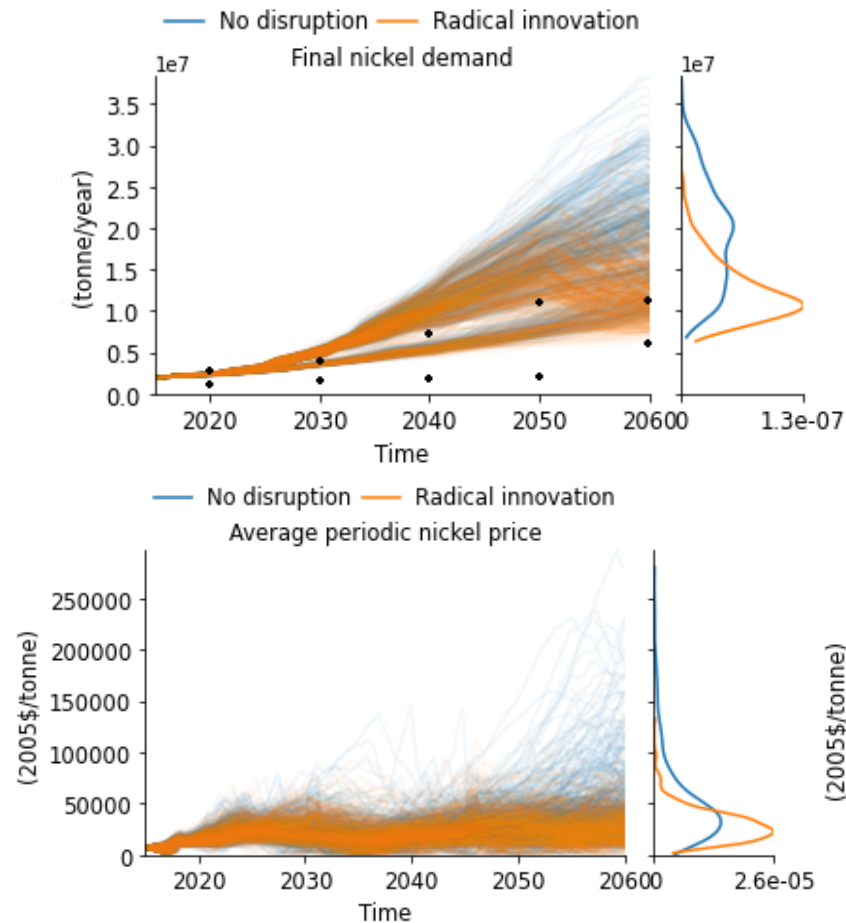 No disruption Radical innovation
Final nickel demand
1e7 1e7
3.5
3.0
2.5
2.0
1.5
1.0
0.5
0.0
(tonne/year)
2020 2030 2040 2050 2060 0 1.3e-07
Time
No disruption Radical innovation
Average periodic nickel price
250000
200000
150000
100000
50000
0
(2005$/tonne)
(2005$/tonne)
2020 2030 2040 2050 2060 0 2.6e-05
Time